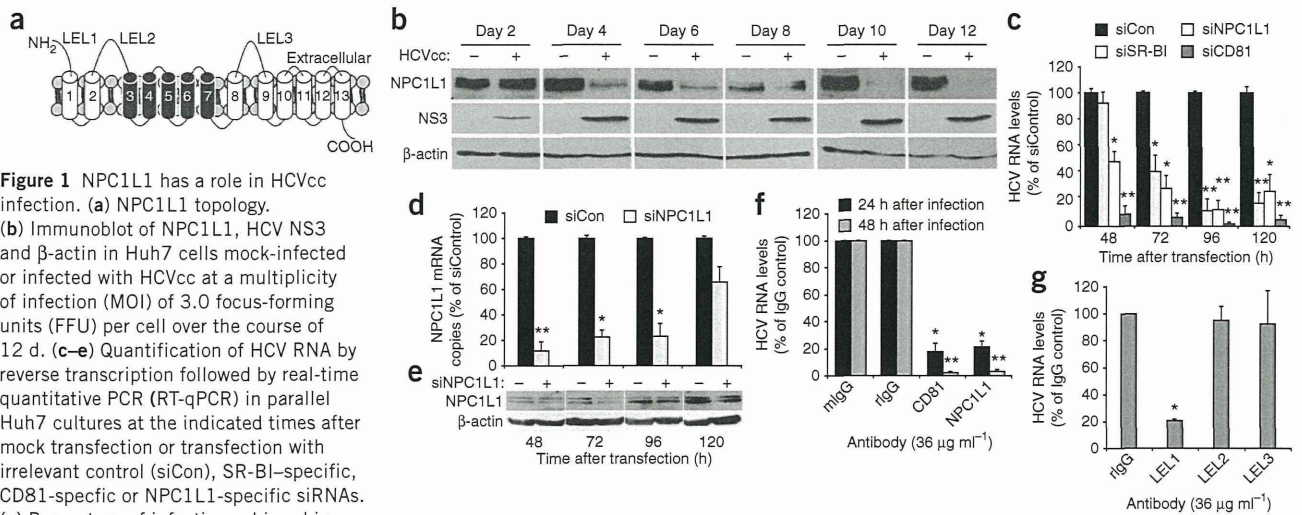 a
NH2 LEL1 LEL2 LEL3
Extracellular
1 2 3 4 5 6 7 8 9 10 11 12 13
COOH
Figure 1 NPC1L1 has a role in HCVcc
infection. (a) NPC1L1 topology.
(b) Immunoblot of NPC1L1, HCV NS3
and β-actin in Huh7 cells mock-infected
or infected with HCVcc at a multiplicity
of infection (MOI) of 3.0 focus-forming
units (FFU) per cell over the course of
12 d. (c–e) Quantification of HCV RNA by
reverse transcription followed by real-time
quantitative PCR (RT-qPCR) in parallel
Huh7 cultures at the indicated times after
mock transfection or transfection with
irrelevant control (siCon), SR-BI–specific,
CD81-specfic or NPC1L1-specific siRNAs.
b
Day 2 Day 4 Day 6 Day 8 Day 10 Day 12
HCVcc: – + – + – + – + – + – +
NPC1L1
NS3
β-actin
c
siCon siNPC1L1
siSR-BI siCD81
HCV RNA levels
(% of siControl)
120
100
80
60
40
20
0
* ** * * ** ** ** ** ** * **
48 72 96 120
Time after transfection (h)
d
siCon siNPC1L1
NPC1L1 mRNA
copies (% of siControl)
120
100
80
60
40
20
0
** * *
e
siNPC1L1: – + – + – + – +
NPC1L1
β-actin
48 72 96 120
Time after transfection (h)
f
24 h after infection
48 h after infection
HCV RNA levels
(% of IgG control)
120
100
80
60
40
20
0
* ** * **
mIgG rIgG CD81 NPC1L1
Antibody (36 μg ml−1)
g
HCV RNA levels
(% of IgG control)
120
100
80
60
40
20
0
*
rIgG LEL1 LEL2 LEL3
Antibody (36 μg ml−1)